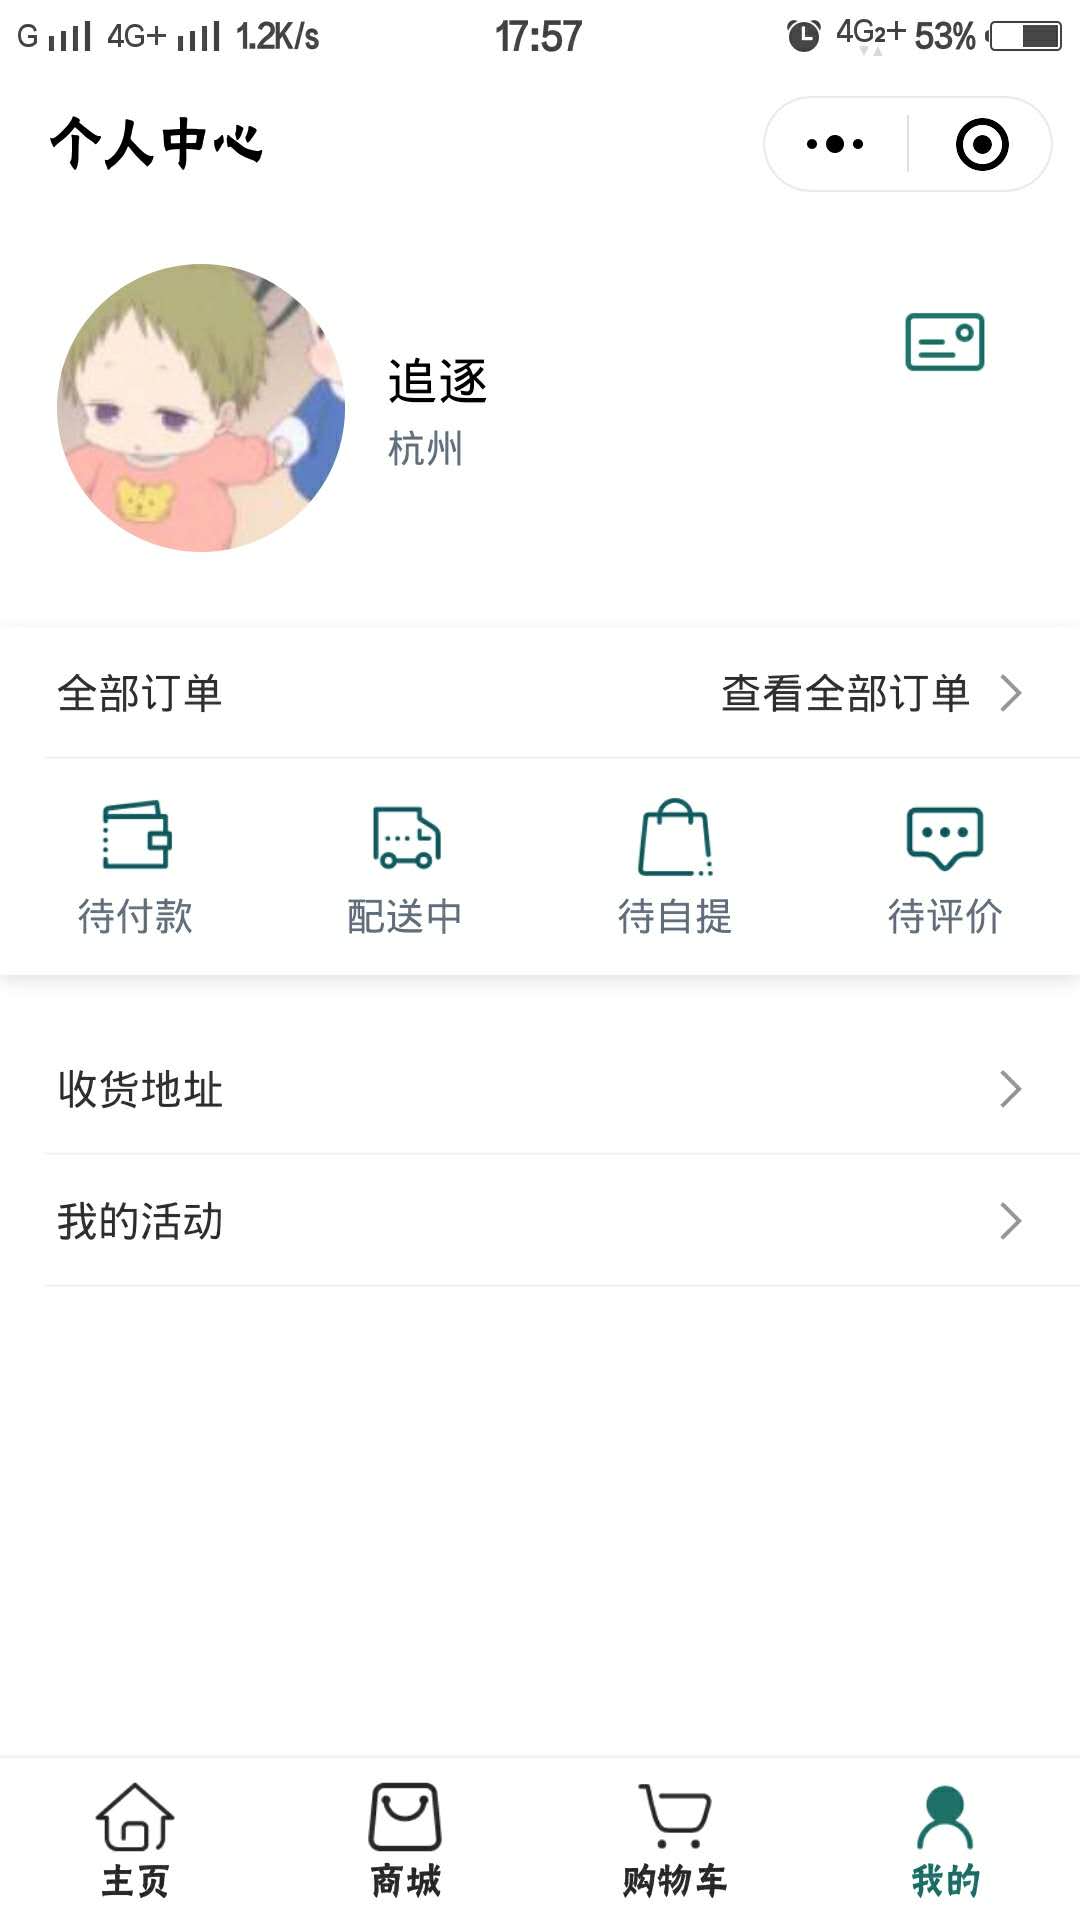 G 4G+ 1.2K/s 17:57 4G2+ 53%
个人中心
追逐
杭州
全部订单 查看全部订单
待付款 配送中 待自提 待评价
收货地址
我的活动
主页 商城 购物车 我的